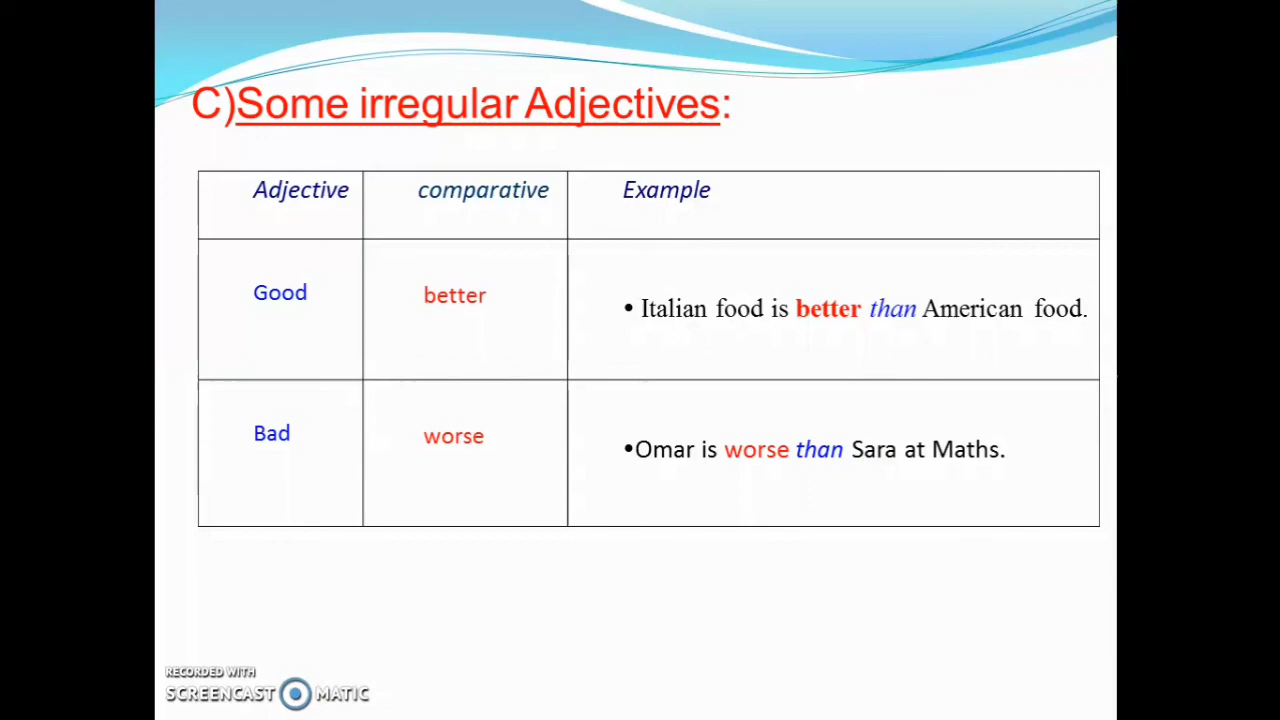 C)Some irregular Adjectives:
Adjective comparative Example
Good better • Italian food is better than American food.
Bad worse •Omar is worse than Sara at Maths.
RECORDED WITH
SCREENCAST MATIC